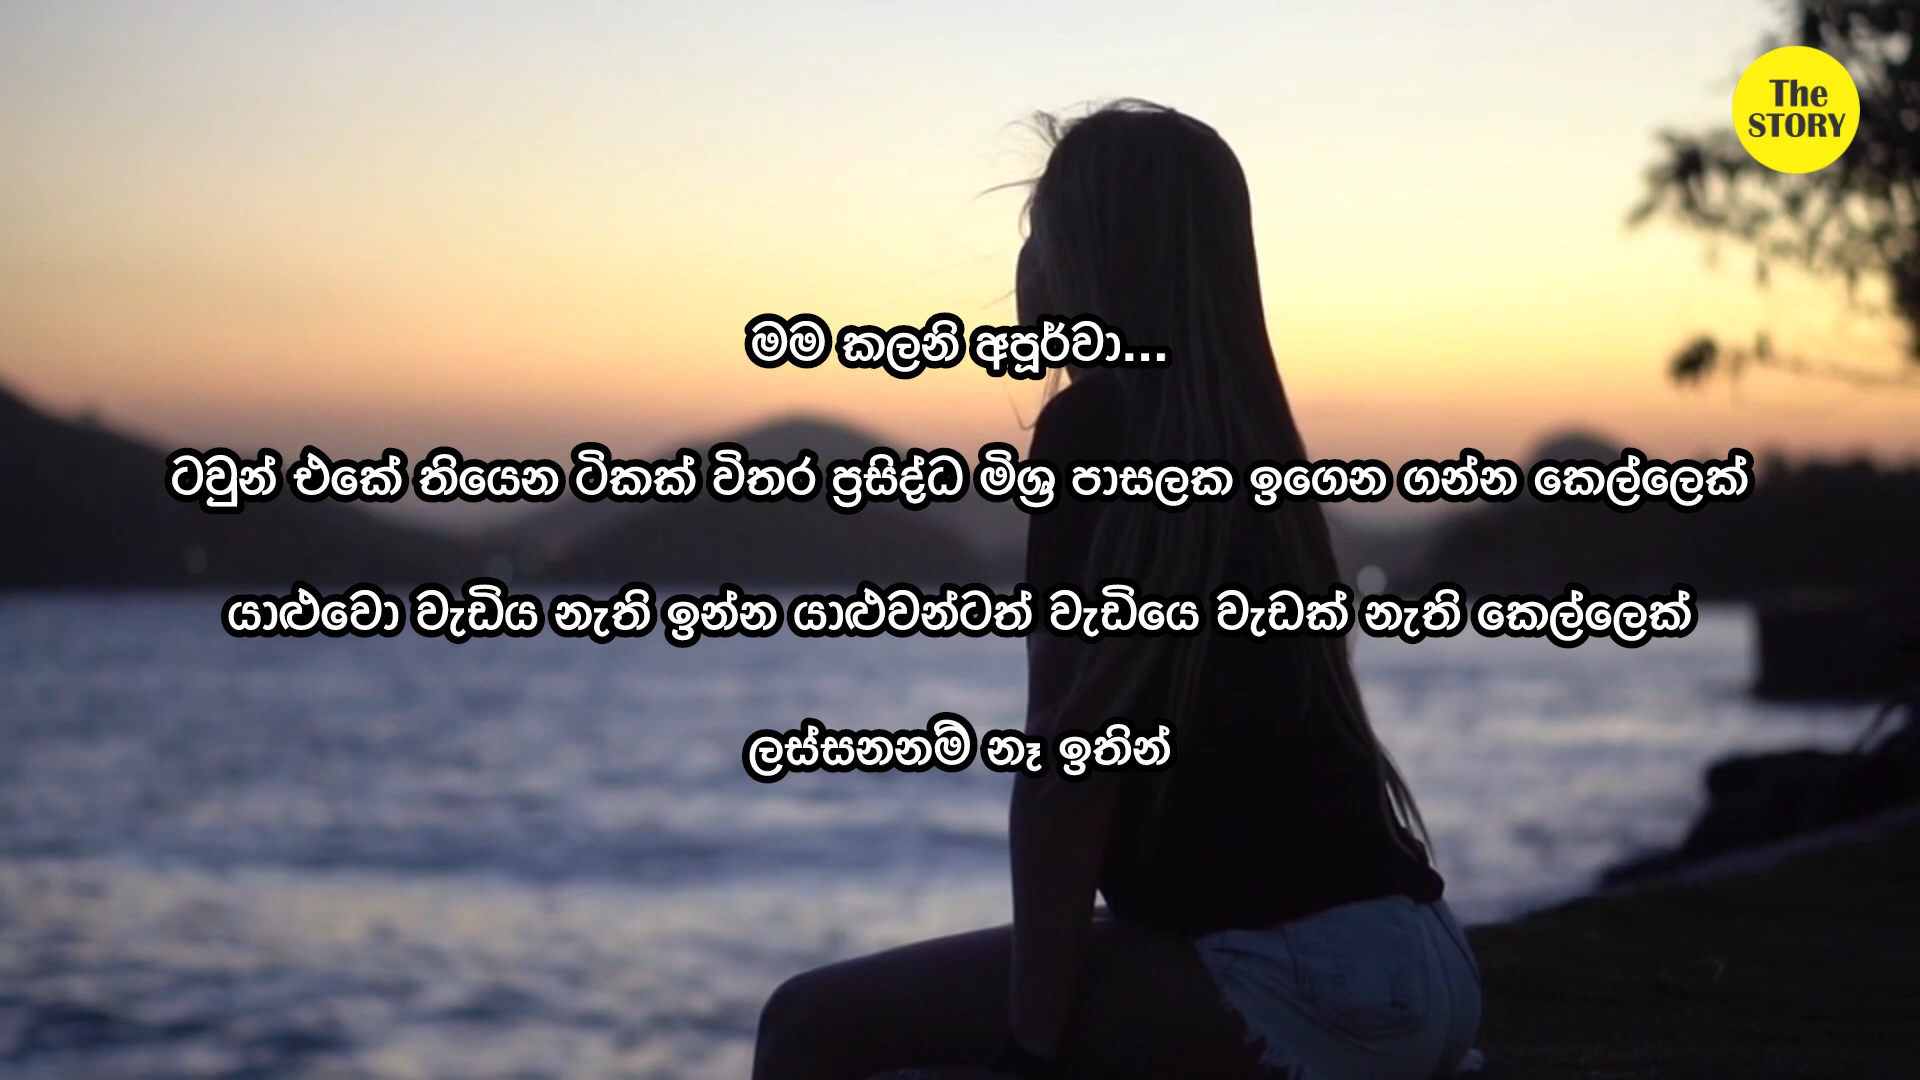 The
STORY
මම කලනි අපූර්වා...
ටවුන් එකේ තියෙන ටිකක් විතර ප්‍රසිද්ධ මිශ්‍ර පාසලක ඉගෙන ගන්න කෙල්ලෙක්
යාළුවො වැඩිය නැති ඉන්න යාළුවන්ටත් වැඩියෙ වැඩක් නැති කෙල්ලෙක්
ලස්සනනම් නෑ ඉතින්